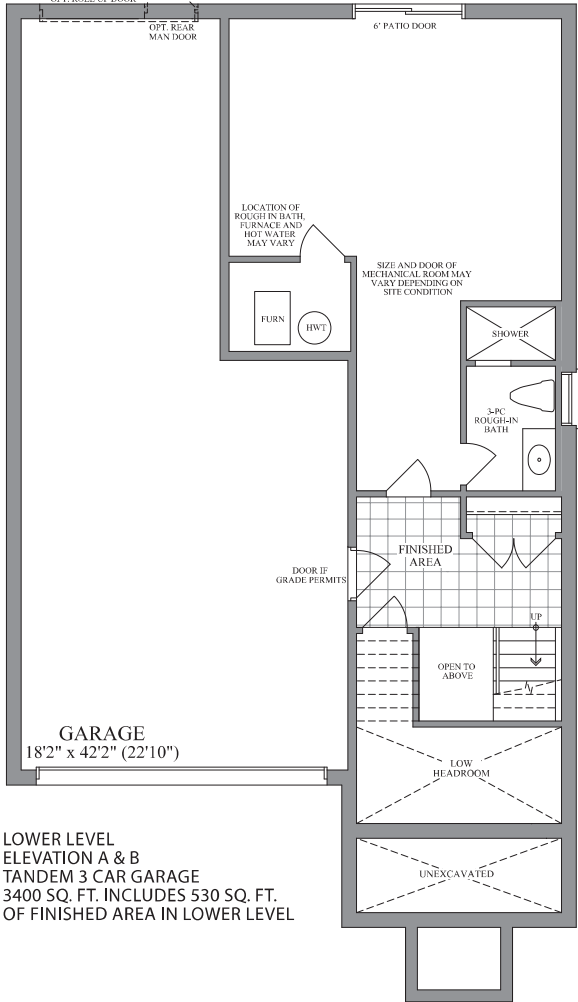 OPT. ROLL UP DOOR
OPT. REAR
MAN DOOR
6' PATIO DOOR
LOCATION OF
ROUGH IN BATH,
FURNACE AND
HOT WATER
MAY VARY
SIZE AND DOOR OF
MECHANICAL ROOM MAY
VARY DEPENDING ON
SITE CONDITION
FURN
HWT
SHOWER
3-PC
ROUGH-IN
BATH
FINISHED
AREA
DOOR IF
GRADE PERMITS
UP
OPEN TO
ABOVE
GARAGE
18'2" x 42'2" (22'10")
LOW
HEADROOM
UNEXCAVATED
LOWER LEVEL
ELEVATION A & B
TANDEM 3 CAR GARAGE
3400 SQ. FT. INCLUDES 530 SQ. FT.
OF FINISHED AREA IN LOWER LEVEL